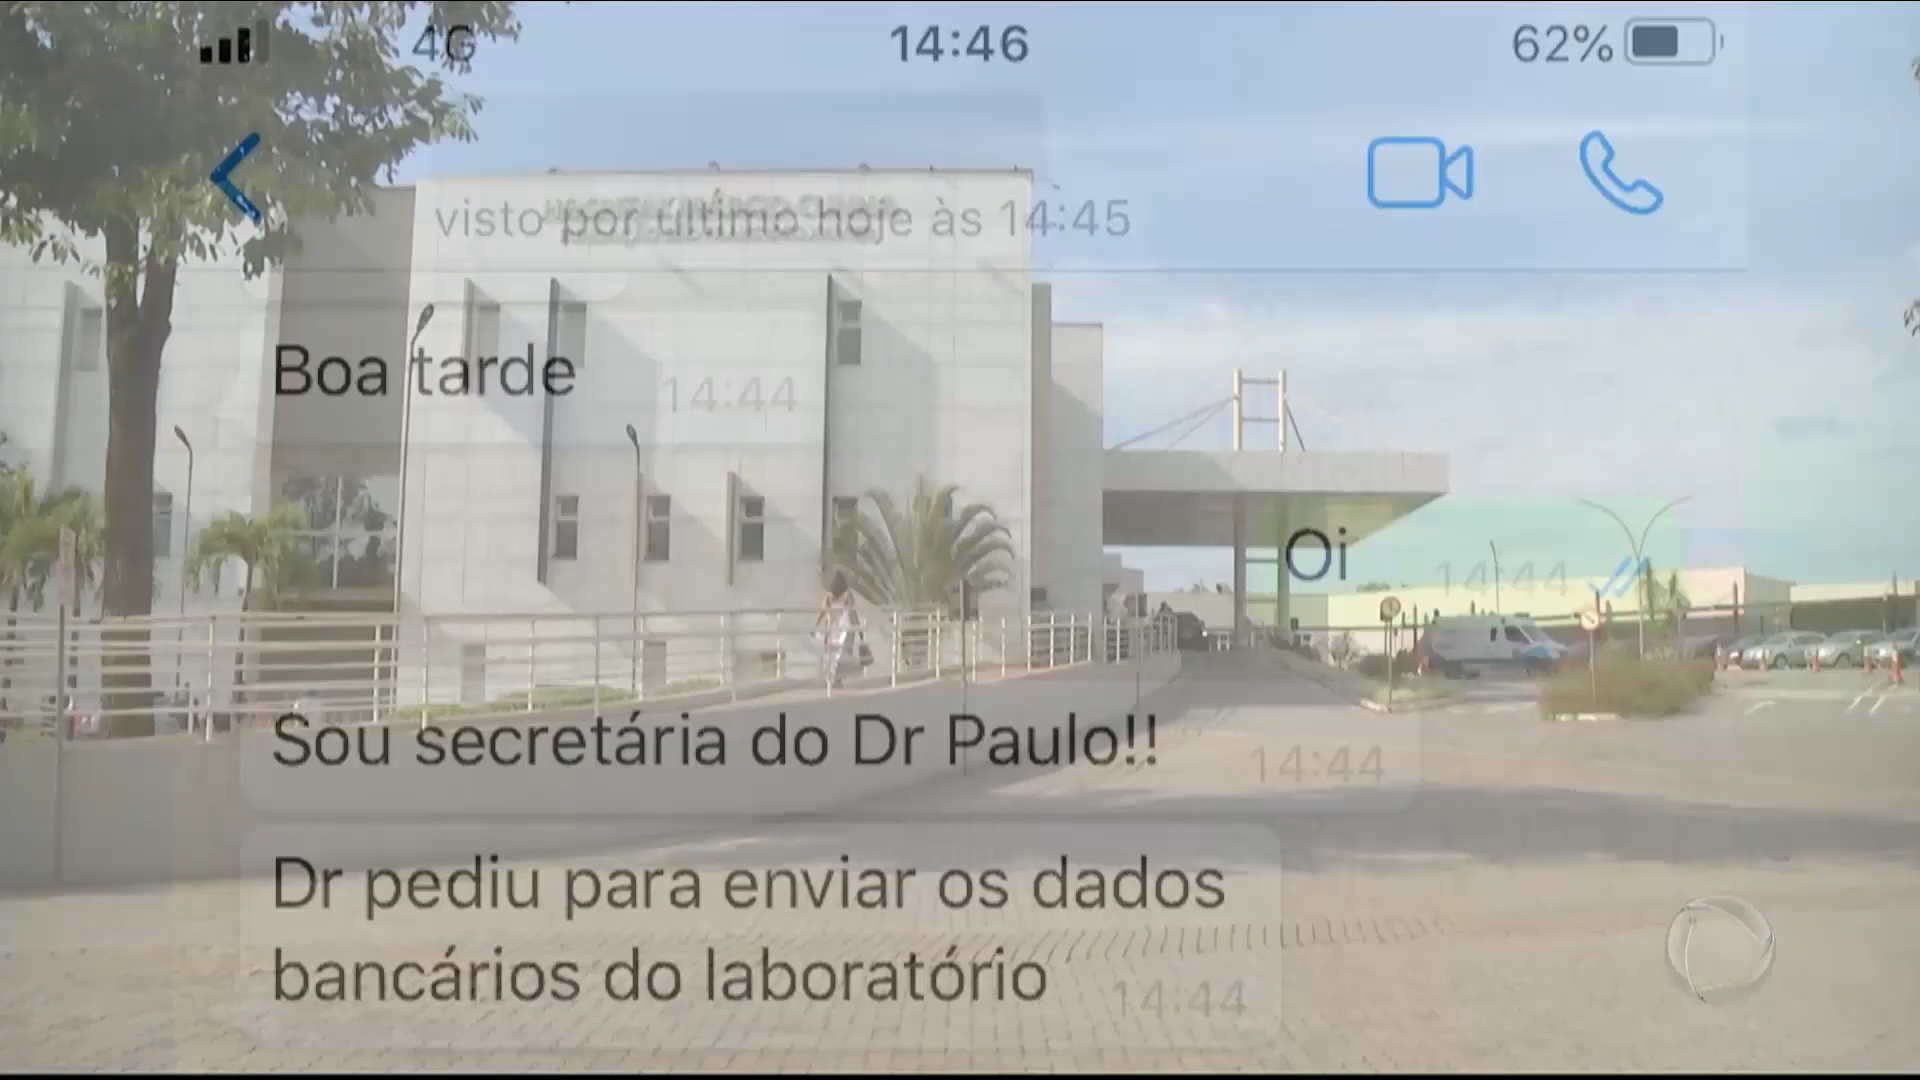 4G 14:46 62%
visto por último hoje às 14:45
Boa tarde 14:44
Oi 14:44
Sou secretária do Dr Paulo!! 14:44
Dr pediu para enviar os dados
bancários do laboratório 14:44